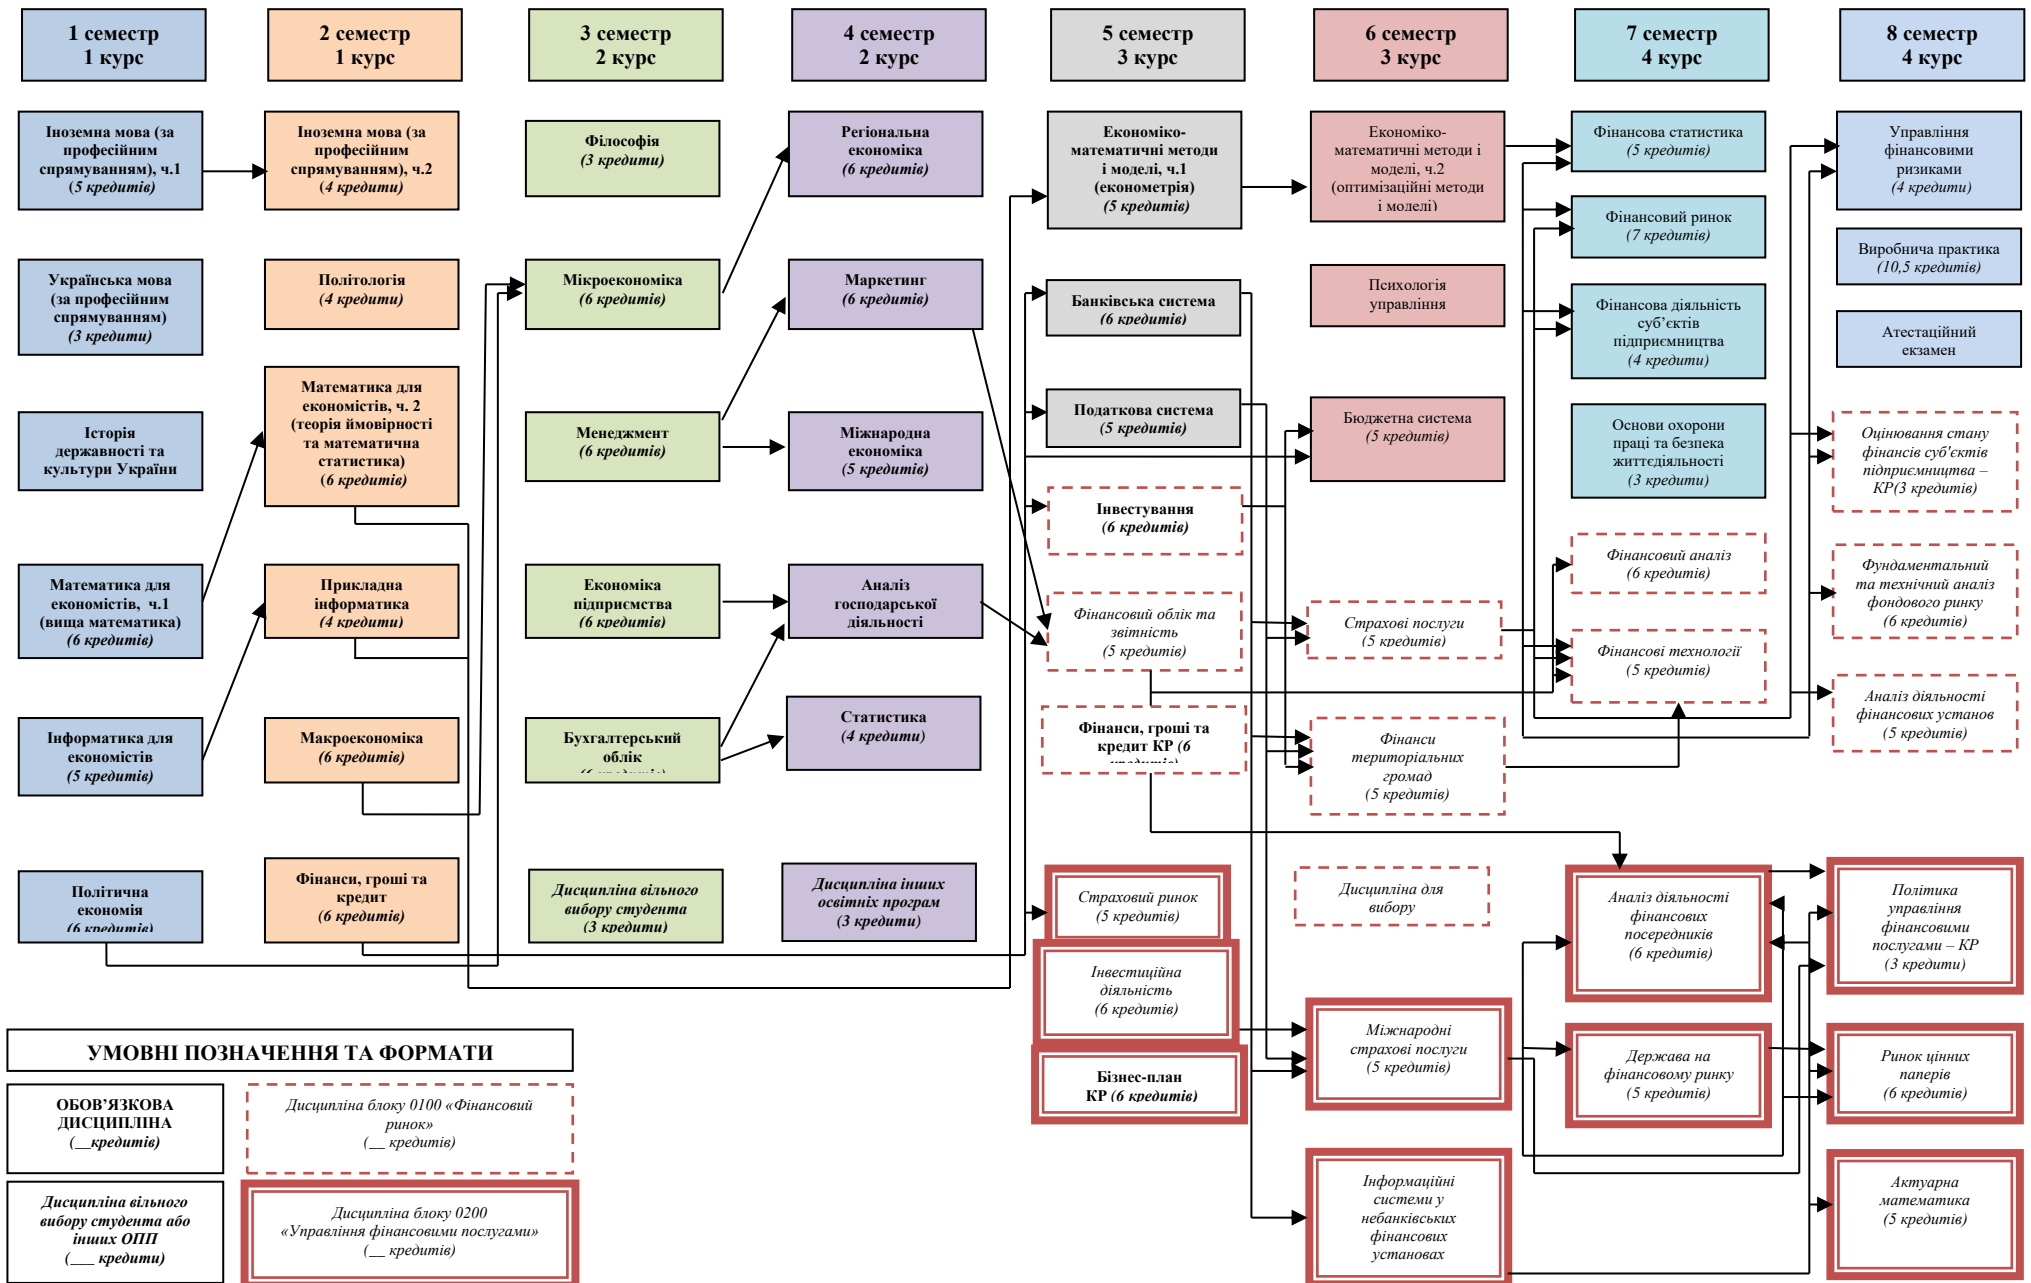 1 семестр
1 курс
2 семестр
1 курс
3 семестр
2 курс
4 семестр
2 курс
5 семестр
3 курс
6 семестр
3 курс
7 семестр
4 курс
8 семестр
4 курс
Іноземна мова (за
професійним
спрямуванням), ч.1
(5 кредитів)
Українська мова
(за професійним
спрямуванням)
(3 кредити)
Історія
державності та
культури України
Математика для
економістів, ч.1
(вища математика)
(6 кредитів)
Інформатика для
економістів
(5 кредитів)
Політична
економія
(6 кредитів)
Іноземна мова (за
професійним
спрямуванням), ч.2
(4 кредити)
Політологія
(4 кредити)
Математика для
економістів, ч. 2
(теорія ймовірності
та математична
статистика)
(6 кредитів)
Прикладна
інформатика
(4 кредити)
Макроекономіка
(6 кредитів)
Фінанси, гроші та
кредит
(6 кредитів)
Філософія
(3 кредити)
Мікроекономіка
(6 кредитів)
Менеджмент
(6 кредитів)
Економіка
підприємства
(6 кредитів)
Бухгалтерський
облік
Дисципліна вільного
вибору студента
(3 кредити)
Регіональна
економіка
(6 кредитів)
Маркетинг
(6 кредитів)
Міжнародна
економіка
(5 кредитів)
Аналіз
господарської
діяльності
Статистика
(4 кредити)
Дисципліна інших
освітніх програм
(3 кредити)
Економіко-
математичні методи
і моделі, ч.1
(економетрія)
(5 кредитів)
Банківська система
(6 кредитів)
Податкова система
(5 кредитів)
Інвестування
(6 кредитів)
Фінансовий облік та
звітність
(5 кредитів)
Фінанси, гроші та
кредит КР (6
Страховий ринок
(5 кредитів)
Інвестиційна
діяльність
(6 кредитів)
Бізнес-план
КР (6 кредитів)
Економіко-
математичні методи і
моделі, ч.2
(оптимізаційні методи
і моделі)
Психологія
управління
Бюджетна система
(5 кредитів)
Страхові послуги
(5 кредитів)
Фінанси
територіальних
громад
(5 кредитів)
Дисципліна для
вибору
Міжнародні
страхові послуги
(5 кредитів)
Інформаційні
системи у
небанківських
фінансових
установах
Фінансова статистика
(5 кредитів)
Фінансовий ринок
(7 кредитів)
Фінансова діяльність
суб’єктів
підприємництва
(4 кредити)
Основи охорони
праці та безпека
життєдіяльності
(3 кредити)
Фінансовий аналіз
(6 кредитів)
Фінансові технології
(5 кредитів)
Аналіз діяльності
фінансових
посередників
(6 кредитів)
Держава на
фінансовому ринку
(5 кредитів)
Управління
фінансовими
ризиками
(4 кредити)
Виробнича практика
(10,5 кредитів)
Атестаційний
екзамен
Оцінювання стану
фінансів суб'єктів
підприємництва –
КР(3 кредитів)
Фундаментальний
та технічний аналіз
фондового ринку
(6 кредитів)
Аналіз діяльності
фінансових установ
(5 кредитів)
Політика
управління
фінансовими
послугами – КР
(3 кредити)
Ринок цінних
паперів
(6 кредитів)
Актуарна
математика
(5 кредитів)
УМОВНІ ПОЗНАЧЕННЯ ТА ФОРМАТИ
ОБОВ’ЯЗКОВА
ДИСЦИПЛІНА
(__кредитів)
Дисципліна блоку 0100 «Фінансовий
ринок»
(__ кредитів)
Дисципліна вільного
вибору студента або
інших ОПП
(___ кредити)
Дисципліна блоку 0200
«Управління фінансовими послугами»
(__ кредитів)